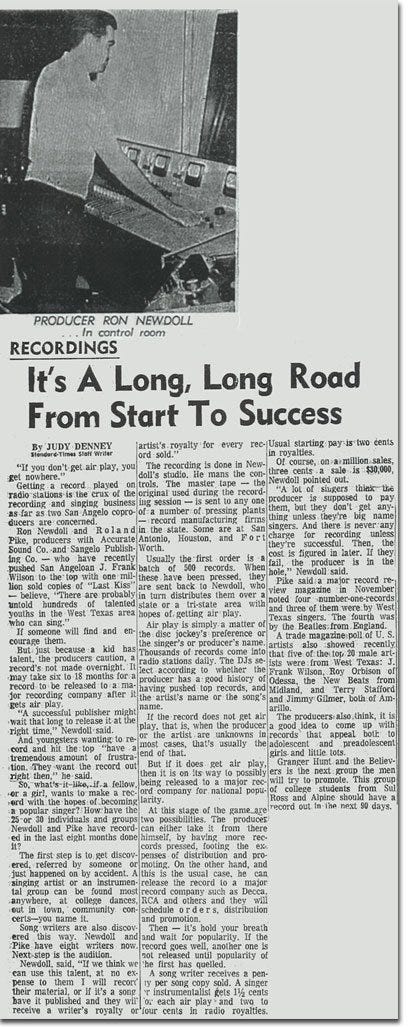 PRODUCER RON NEWDOLL
. . . In control room
RECORDINGS
It's A Long, Long Road
From Start To Success
By JUDY DENNEY
Standard-Times Staff Writer
"If you don't get air play, you
get nowhere."
Getting a record played on
radio stations is the crux of the
recording and singing business
as far as two San Angelo copro-
ducers are concerned.
Ron Newdoll and Roland
Pike, producers with Accurate
Sound Co. and Sangelo Publish-
ing Co. — who have recently
pushed San Angeloan J. Frank
Wilson to the top with one mil-
lion sold copies of "Last Kiss"
— believe, "There are probably
untold hundreds of talented
youths in the West Texas area
who can sing."
If someone will find and en-
courage them.
But just because a kid has
talent, the producers caution, a
record's not made overnight. It
may take six to 18 months for a
record to be released to a ma-
jor recording company after it
gets air play.
"A successful publisher might
wait that long to release it at the
right time," Newdoll said.
And youngsters wanting to re-
cord and hit the top "have a
tremendous amount of frustra-
tion. They want the record out
right then," he said.
So, what's it like, if a fellow,
or a girl, wants to make a rec-
ord with the hopes of becoming
a popular singer? How have the
25 or 30 individuals and groups
Newdoll and Pike have record-
ed in the last eight months done
it?
The first step is to get discov-
ered, referred by someone or
just happened on by accident. A
singing artist or an instrumen-
tal group can be found most
anywhere, at college dances,
out in town, community con-
certs—you name it.
Song writers are also discov-
ered this way. Newdoll and
Pike have eight writers now.
Next-step is the audition.
Newdoll, said, "If we think we
can use this talent, at no ex-
pense to them I will record
their material, or if it's a song
have it published and they will
receive a writer's royalty or
artist's royalty for every rec-
ord sold."
The recording is done in New-
doll's studio. He mans the con-
trols. The master tape — the
original used during the record-
ing session — is sent to any one
of a number of pressing plants
— record manufacturing firms
in the state. Some are at San
Antonio, Houston, and Fort
Worth.
Usually the first order is a
batch of 500 records. When
these have been pressed, they
are sent back to Newdoll, who
in turn distributes them over a
state or a tri-state area with
hopes of getting air play.
Air play is simply a matter of
the disc jockey's preference or
the singer's or producer's name.
Thousands of records come into
radio stations daily. The DJs se-
lect according to whether the
producer has a good history of
having pushed top records, and
the artist's name or the song's
name.
If the record does not get air
play, that is, when the producer
or the artist are unknowns in
most cases, that's usually the
end of that.
But if it does get air play,
then it is on its way to possibly
being released to a major rec-
ord company for national popu-
larity.
At this stage of the game are
two possibilities. The producer
can either take it from there
himself, by having more rec-
ords pressed, footing the ex-
penses of distribution and pro-
moting. On the other hand, and
this is the usual case, he can
release the record to a major
record company such as Decca,
RCA and others and they will
schedule orders, distribution
and promotion.
Then — it's hold your breath
and wait for popularity. If the
record goes well, another one is
not released until popularity of
the first has quelled.
A song writer receives a pen-
ny per song copy sold. A singer
or instrumentalist gets 1½ cents
for each air play and two to
four cents in royalties for records.
Usual starting pay is two cents
in royalties.
Of course, on a million sales,
three cents a sale is $30,000,
Newdoll pointed out.
"A lot of singers think the
producer is supposed to pay
them, but they don't get any-
thing unless they're big name
singers. And there is never any
charge for recording unless
they're successful. Then, the
cost is figured in later. If they
fail, the producer is in the
hole," Newdoll said.
Pike said a major record re-
view magazine in November
noted four number-one-records
and three of them were by West
Texas singers. The fourth was
by the Beatles from England.
A trade magazine poll of U. S.
artists also showed recently
that five of the top 20 male art-
ists were from West Texas: J.
Frank Wilson, Roy Orbison of
Odessa, the New Beats from
Midland, and Terry Stafford
and Jimmy Gilmer, both of Am-
arillo.
The producers also think, it is
a good idea to come up with
records that appeal both to
adolescent and preadolescent
girls and little tots.
Granger Hunt and the Believ-
ers is the next group the men
will try to promote. This group
of college students from Sul
Ross and Alpine should have a
record out in the next 90 days.